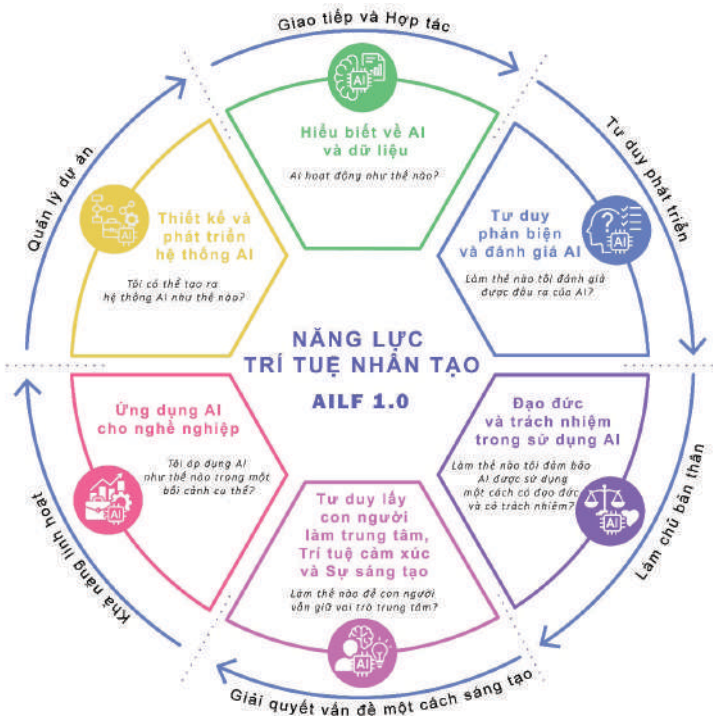 Giao tiếp và Hợp tác
Hiểu biết về AI
và dữ liệu
AI hoạt động như thế nào?
AI
Tư duy phát triển
Tư duy
phản biện
và đánh giá AI
Làm thế nào tôi đánh giá
được đầu ra của AI?
AI
Làm chủ bản thân
Đạo đức
và trách nhiệm
trong sử dụng AI
Làm thế nào tôi đảm bảo
AI được sử dụng
một cách có đạo đức
và có trách nhiệm?
AI
Giải quyết vấn đề một cách sáng tạo
Tư duy lấy
con người
làm trung tâm,
Trí tuệ cảm xúc
và Sự sáng tạo
Làm thế nào để con người
vẫn giữ vai trò trung tâm?
AI
Khả năng linh hoạt
Ứng dụng AI
cho nghề nghiệp
Tôi áp dụng AI
như thế nào trong một
bối cảnh cụ thể?
AI
Quản lý dự án
Thiết kế và
phát triển
hệ thống AI
Tôi có thể tạo ra
hệ thống AI như thế nào?
AI
NĂNG LỰC
TRÍ TUỆ NHÂN TẠO
AILF 1.0